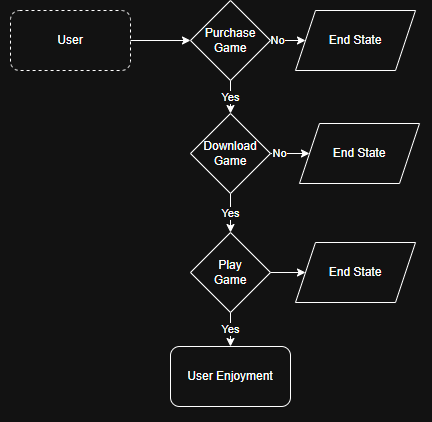 User
Purchase
Game
No
End State
Yes
Download
Game
No
End State
Yes
Play
Game
End State
Yes
User Enjoyment